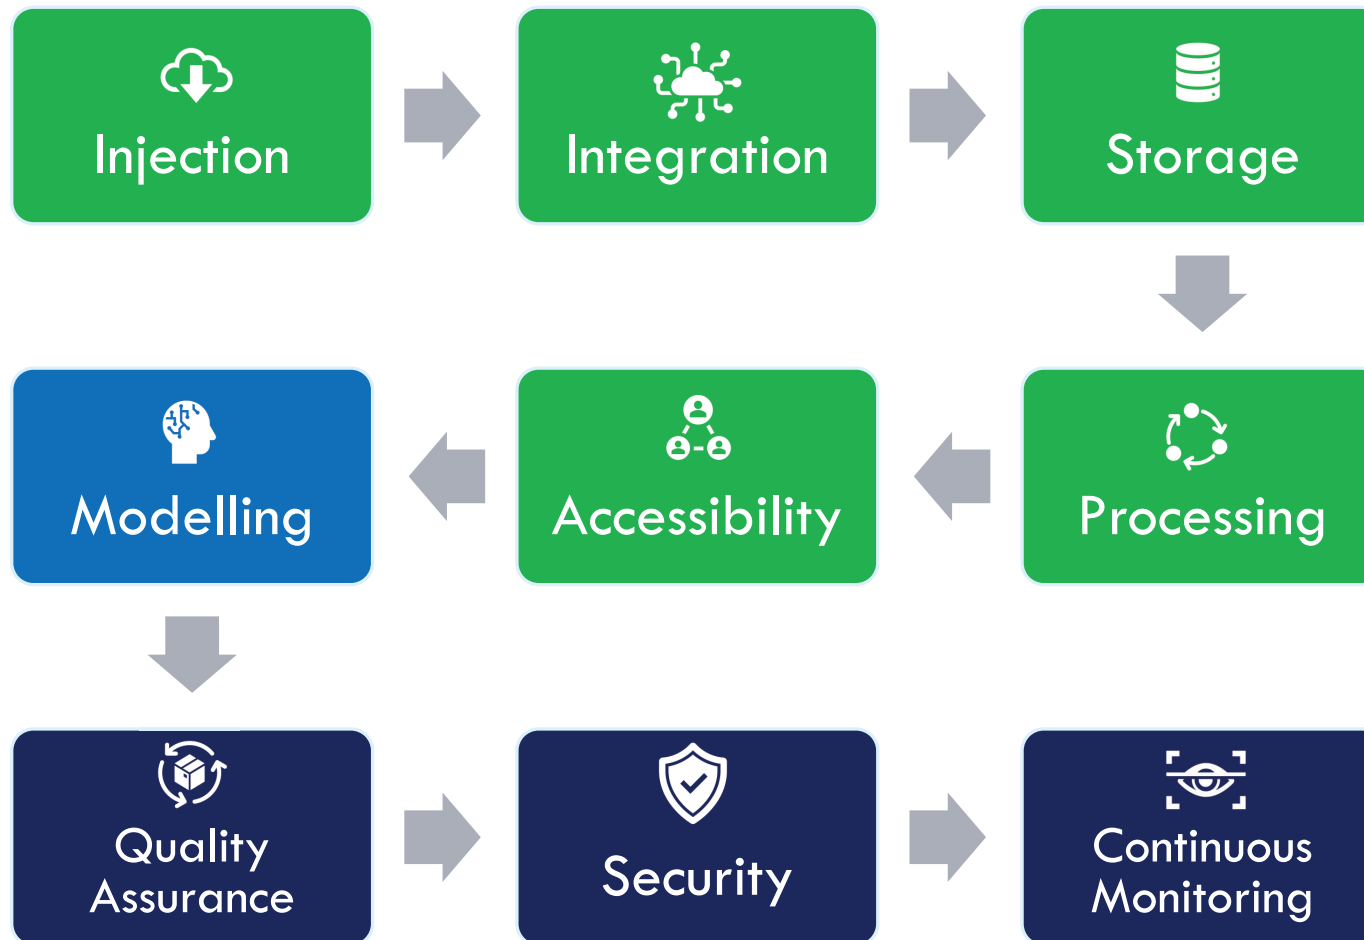 Injection
Integration
Storage
Modelling
Accessibility
Processing
Quality
Assurance
Security
Continuous
Monitoring